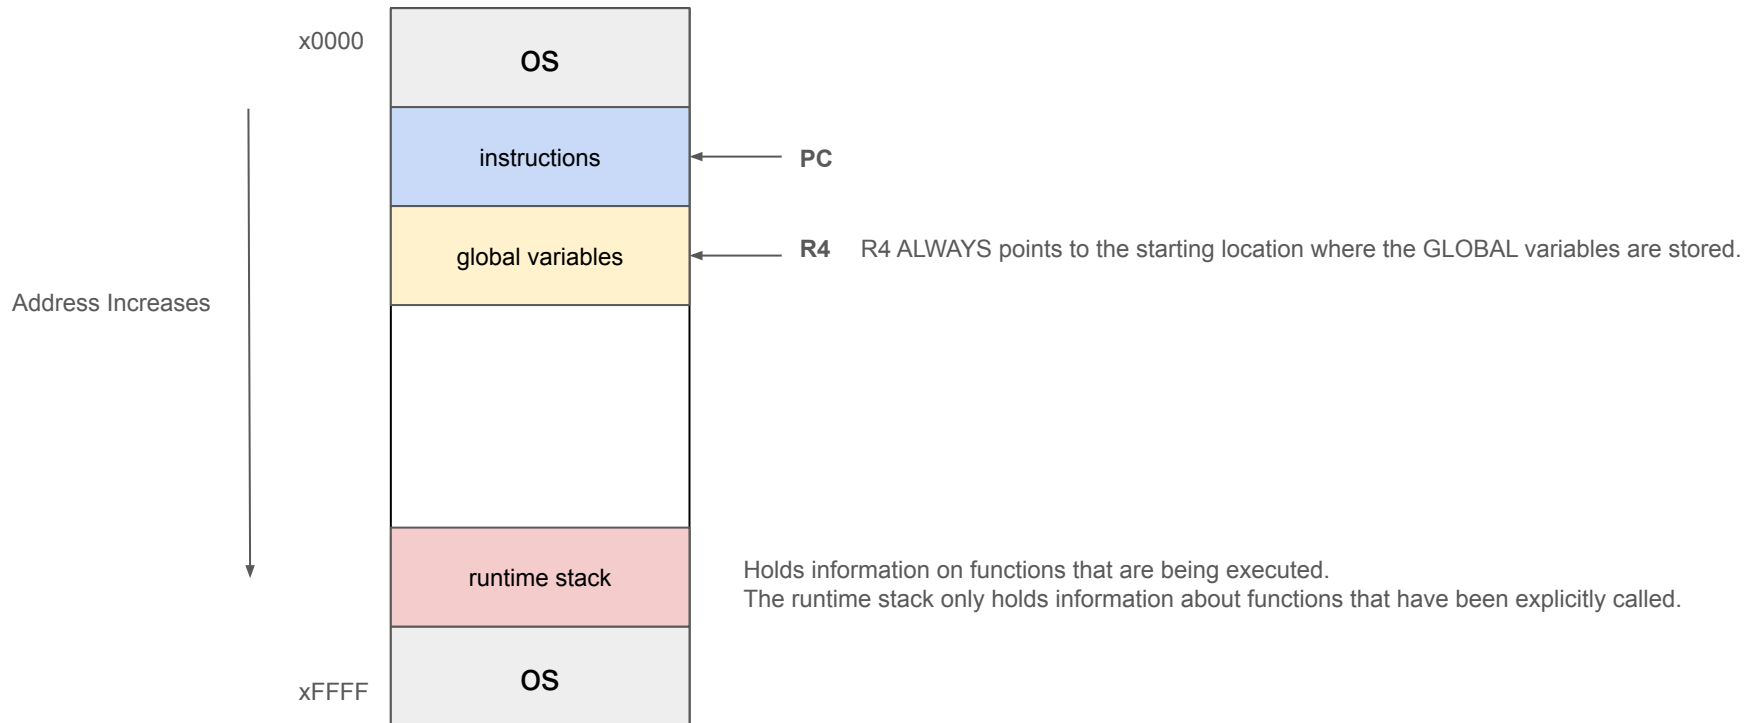 x0000
OS
instructions
PC
global variables
R4 R4 ALWAYS points to the starting location where the GLOBAL variables are stored.
Address Increases
runtime stack
Holds information on functions that are being executed.
The runtime stack only holds information about functions that have been explicitly called.
OS
xFFFF